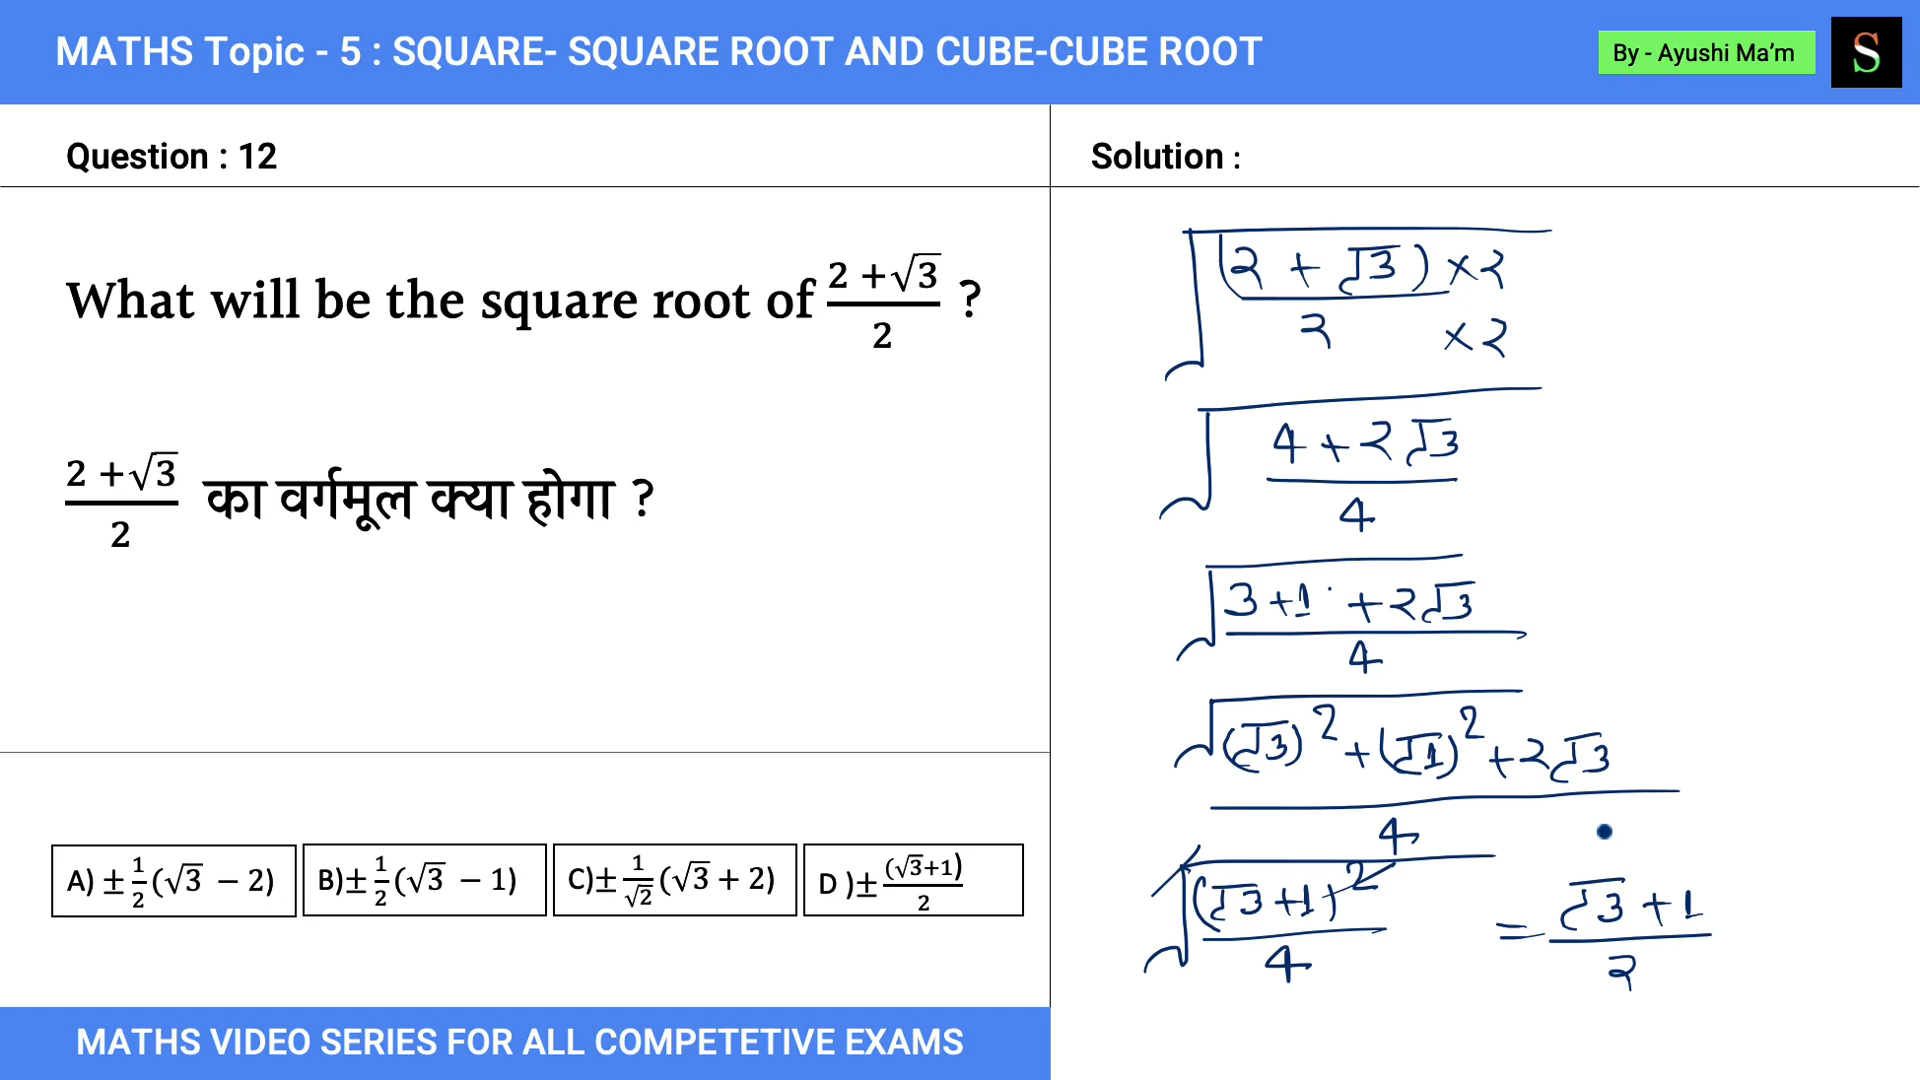 MATHS Topic - 5 : SQUARE- SQUARE ROOT AND CUBE-CUBE ROOT
By - Ayushi Ma’m
S
Question : 12
What will be the square root of (2 +√3)/2 ?
(2 +√3)/2 का वर्गमूल क्या होगा ?
A) ± 1/2 (√3 − 2)
B)± 1/2 (√3 − 1)
C)± 1/√2 (√3 + 2)
D )± (√3+1)/2
MATHS VIDEO SERIES FOR ALL COMPETETIVE EXAMS
Solution :
√((2 + √3) × 2 / 2 × 2)
√((4 + 2√3)/4)
√((3 + 1 + 2√3)/4)
√((√3)² + (√1)² + 2√3)/4
√((√3 + 1)²/4) = (√3 + 1)/2